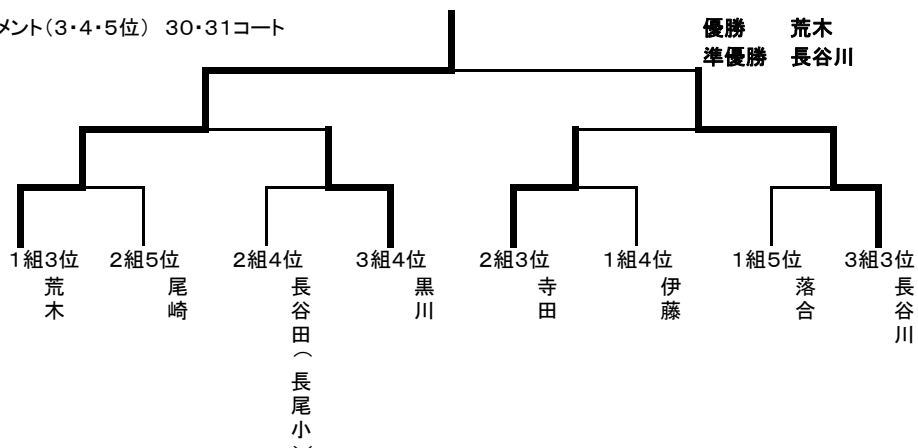 メント(3・4・5位) 30・31コート
優勝 荒木
準優勝 長谷川
1組3位 2組5位 2組4位 3組4位 2組3位 1組4位 1組5位 3組3位
荒木
尾崎
長谷田(長尾小)
黒川
寺田
伊藤
落合
長谷川